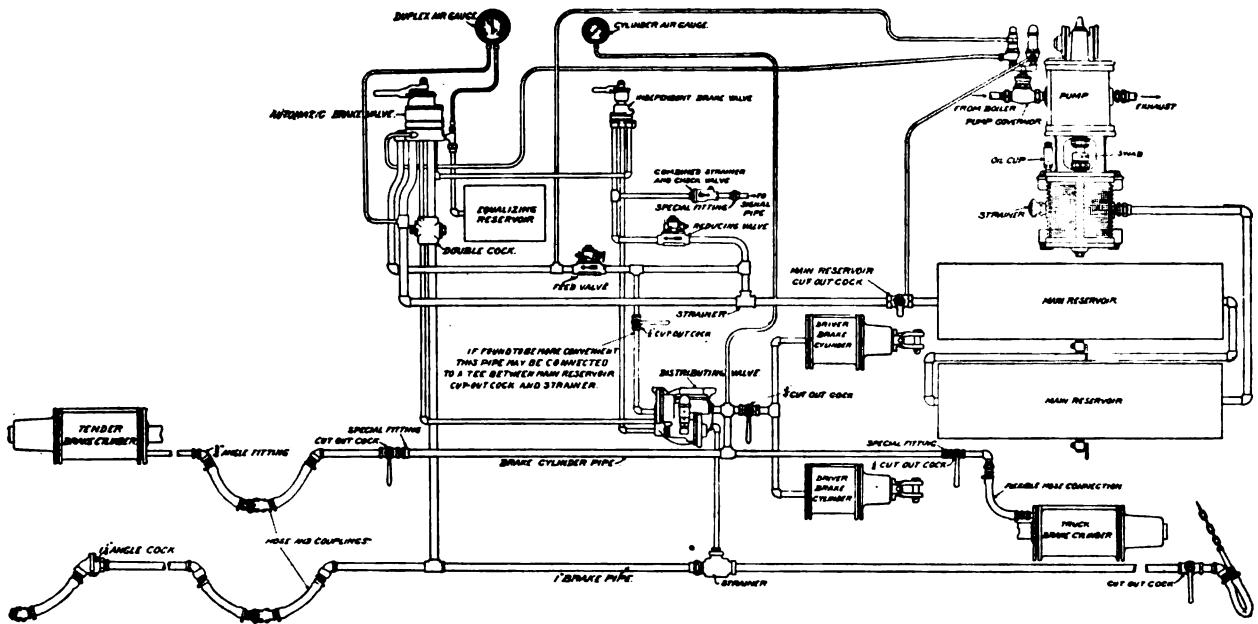 DUPLEX AIR GAUGE
CYLINDER AIR GAUGE
AUTOMATIC BRAKE VALVE
INDEPENDENT BRAKE VALVE
FROM BOILER
PUMP
EXHAUST
PUMP GOVERNOR
OIL CUP
SWAB
STRAINER
COMBINED STRAINER
AND CHECK VALVE
SPECIAL FITTING
TO
SIGNAL
PIPE
EQUALIZING
RESERVOIR
REDUCING VALVE
DOUBLE COCK.
FEED VALVE
MAIN RESERVOIR
CUT OUT COCK
MAIN RESERVOIR
STRAINER
CUT OUT COCK
DRIVER
BRAKE
CYLINDER
IF FOUND TO BE MORE CONVENIENT
THIS PIPE MAY BE CONNECTED
TO A TEE BETWEEN MAIN RESERVOIR
CUT-OUT COCK AND STRAINER.
DISTRIBUTING VALVE
CUT OUT COCK
MAIN RESERVOIR
TENDER
BRAKE CYLINDER
ANGLE FITTING
SPECIAL FITTING
CUT OUT COCK
BRAKE CYLINDER PIPE
SPECIAL FITTING
CUT OUT COCK
DRIVER
BRAKE
CYLINDER
FLEXIBLE HOSE CONNECTION
TRUCK
BRAKE CYLINDER
HOSE AND COUPLINGS
ANGLE COCK
1" BRAKE PIPE.
STRAINER
CUT OUT COCK